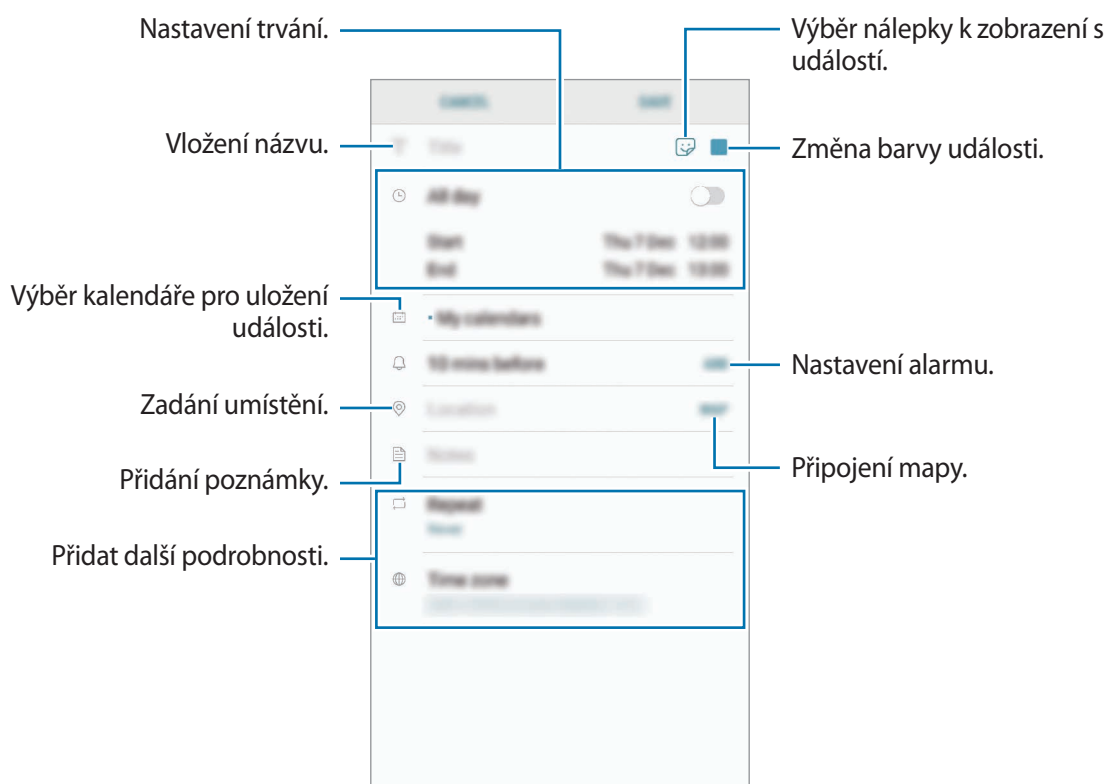 Nastavení trvání.
Výběr nálepky k zobrazení s
událostí.
CANCEL
SAVE
Vložení názvu.
Title
Změna barvy události.
All day
Start Thu 7 Dec 12:00
End Thu 7 Dec 13:00
Výběr kalendáře pro uložení
události.
My calendars
10 mins before
Nastavení alarmu.
Zadání umístění.
Location
MAP
Přidání poznámky.
Notes
Připojení mapy.
Repeat
Never
Přidat další podrobnosti.
Time zone